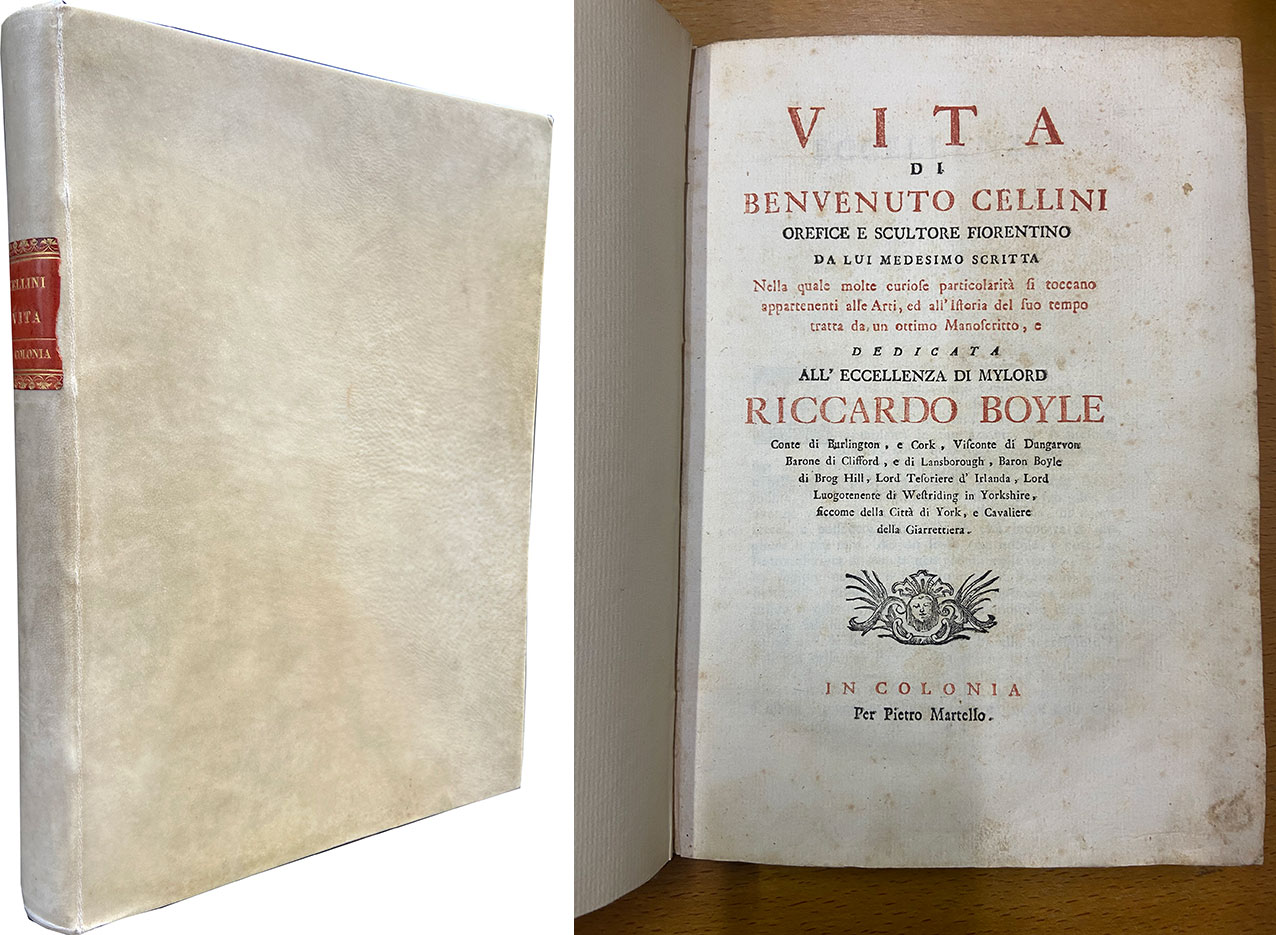 ELLINI
VITA
COLONIA
VITA
DI
BENVENUTO CELLINI
OREFICE E SCULTORE FIORENTINO
DA LUI MEDESIMO SCRITTA
Nella quale molte curioſe particolarità ſi toccano
appartenenti alle Arti, ed all'Iſtoria del ſuo tempo
tratta da un ottimo Manoſcritto, e
DEDICATA
ALL' ECCELLENZA DI MYLORD
RICCARDO BOYLE
Conte di Burlington, e Cork, Viſconte di Dungarvon
Barone di Clifford, e di Lansborough, Baron Boyle
di Brog Hill, Lord Teſoriere d' Irlanda, Lord
Luogotenente di Weſtriding in Yorkshire,
ſiccome della Città di York, e Cavaliere
della Giarrettiera.
IN COLONIA
Per Pietro Martello.